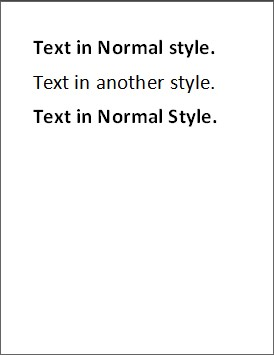 Text in Normal style.
Text in another style.
Text in Normal Style.